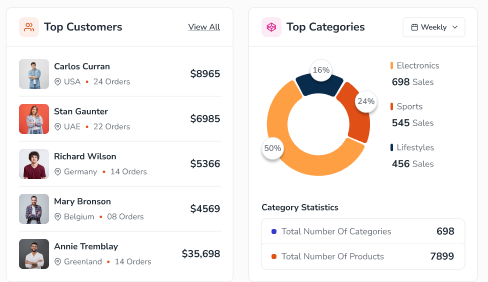 Top Customers
View All
Carlos Curran
USA • 24 Orders
$8965
Stan Gaunter
UAE • 22 Orders
$6985
Richard Wilson
Germany • 14 Orders
$5366
Mary Bronson
Belgium • 08 Orders
$4569
Annie Tremblay
Greenland • 14 Orders
$35,698
Top Categories
Weekly
16%
24%
50%
Electronics
698 Sales
Sports
545 Sales
Lifestyles
456 Sales
Category Statistics
Total Number Of Categories
698
Total Number Of Products
7899